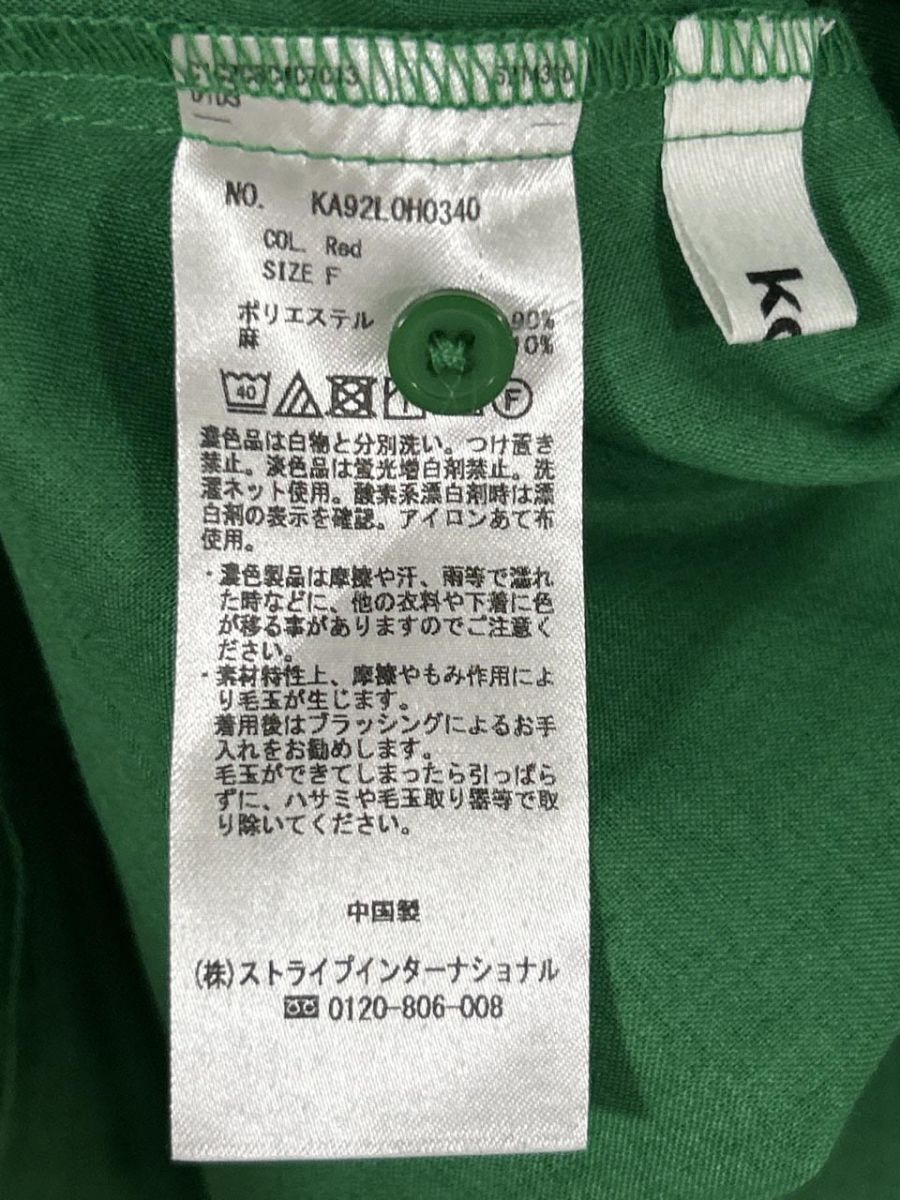 NO. KA92L0H0340
COL. Red
SIZE F
ポリエステル 90%
麻 10%
40
F
濃色品は白物と分別洗い。つけ置き
禁止。淡色品は蛍光増白剤禁止。洗
濯ネット使用。酸素系漂白剤時は漂
白剤の表示を確認。アイロンあて布
使用。
・濃色製品は摩擦や汗、雨等で濡れ
た時などに、他の衣料や下着に色
が移る事がありますのでご注意く
ださい。
・素材特性上、摩擦やもみ作用によ
り毛玉が生じます。
着用後はブラッシングによるお手
入れをお勧めします。
毛玉ができてしまったら引っぱら
ずに、ハサミや毛玉取り器等で取
り除いてください。
中国製
(株)ストライプインターナショナル
0120-806-008